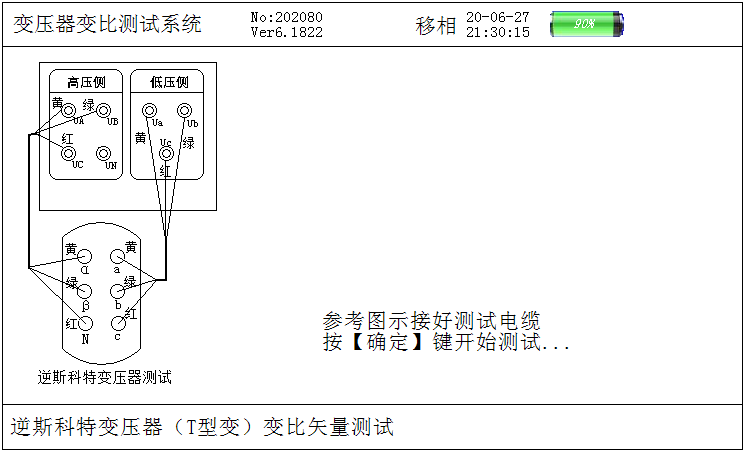 变压器变比测试系统
No:202080
Ver6.1822
移相
20-06-27
21:30:15
90%
高压侧 低压侧
黄 绿
UA UB Ua Ub
红 黄 Uc 绿
UC UN
红
黄 黄
α a
绿 绿
β b
红 红
N c
逆斯科特变压器测试
参考图示接好测试电缆
按【确定】键开始测试...
逆斯科特变压器（T型变）变比矢量测试